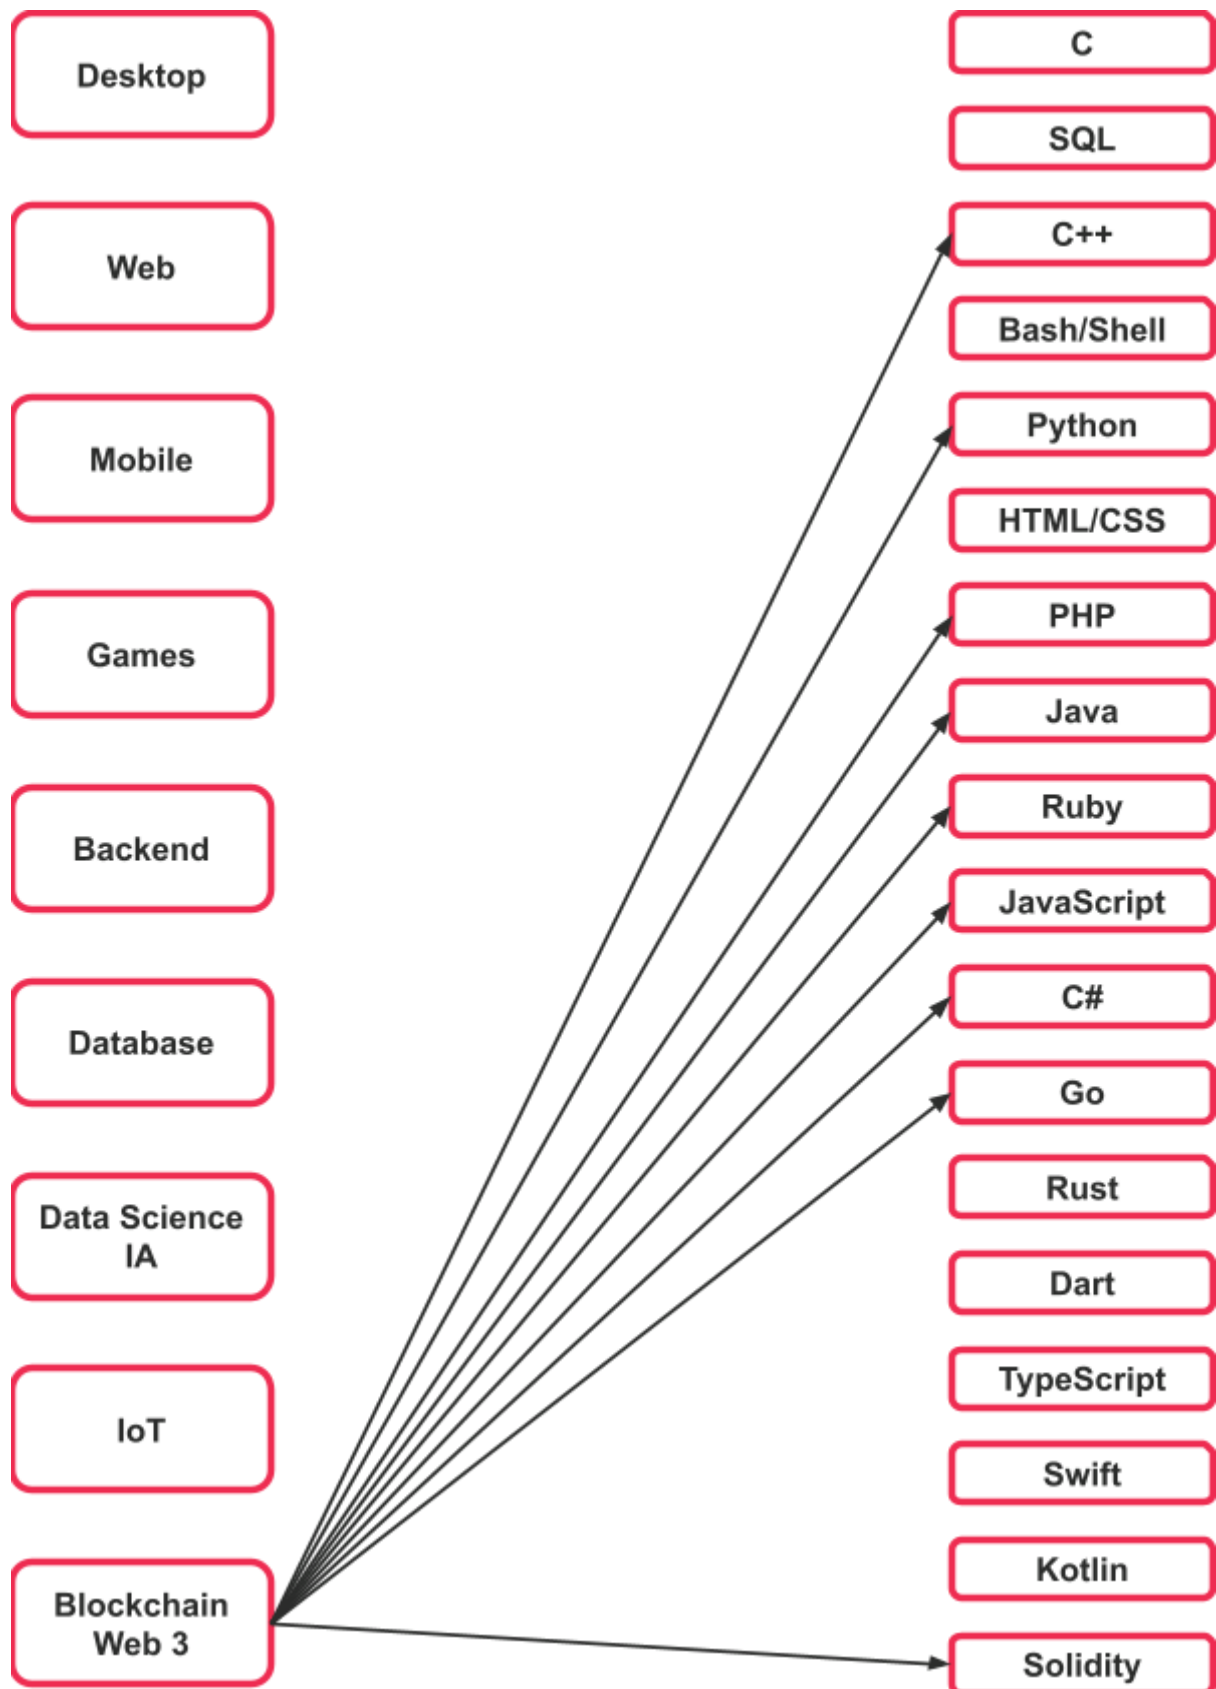 Desktop
Web
Mobile
Games
Backend
Database
Data Science
IA
IoT
Blockchain
Web 3
C
SQL
C++
Bash/Shell
Python
HTML/CSS
PHP
Java
Ruby
JavaScript
C#
Go
Rust
Dart
TypeScript
Swift
Kotlin
Solidity